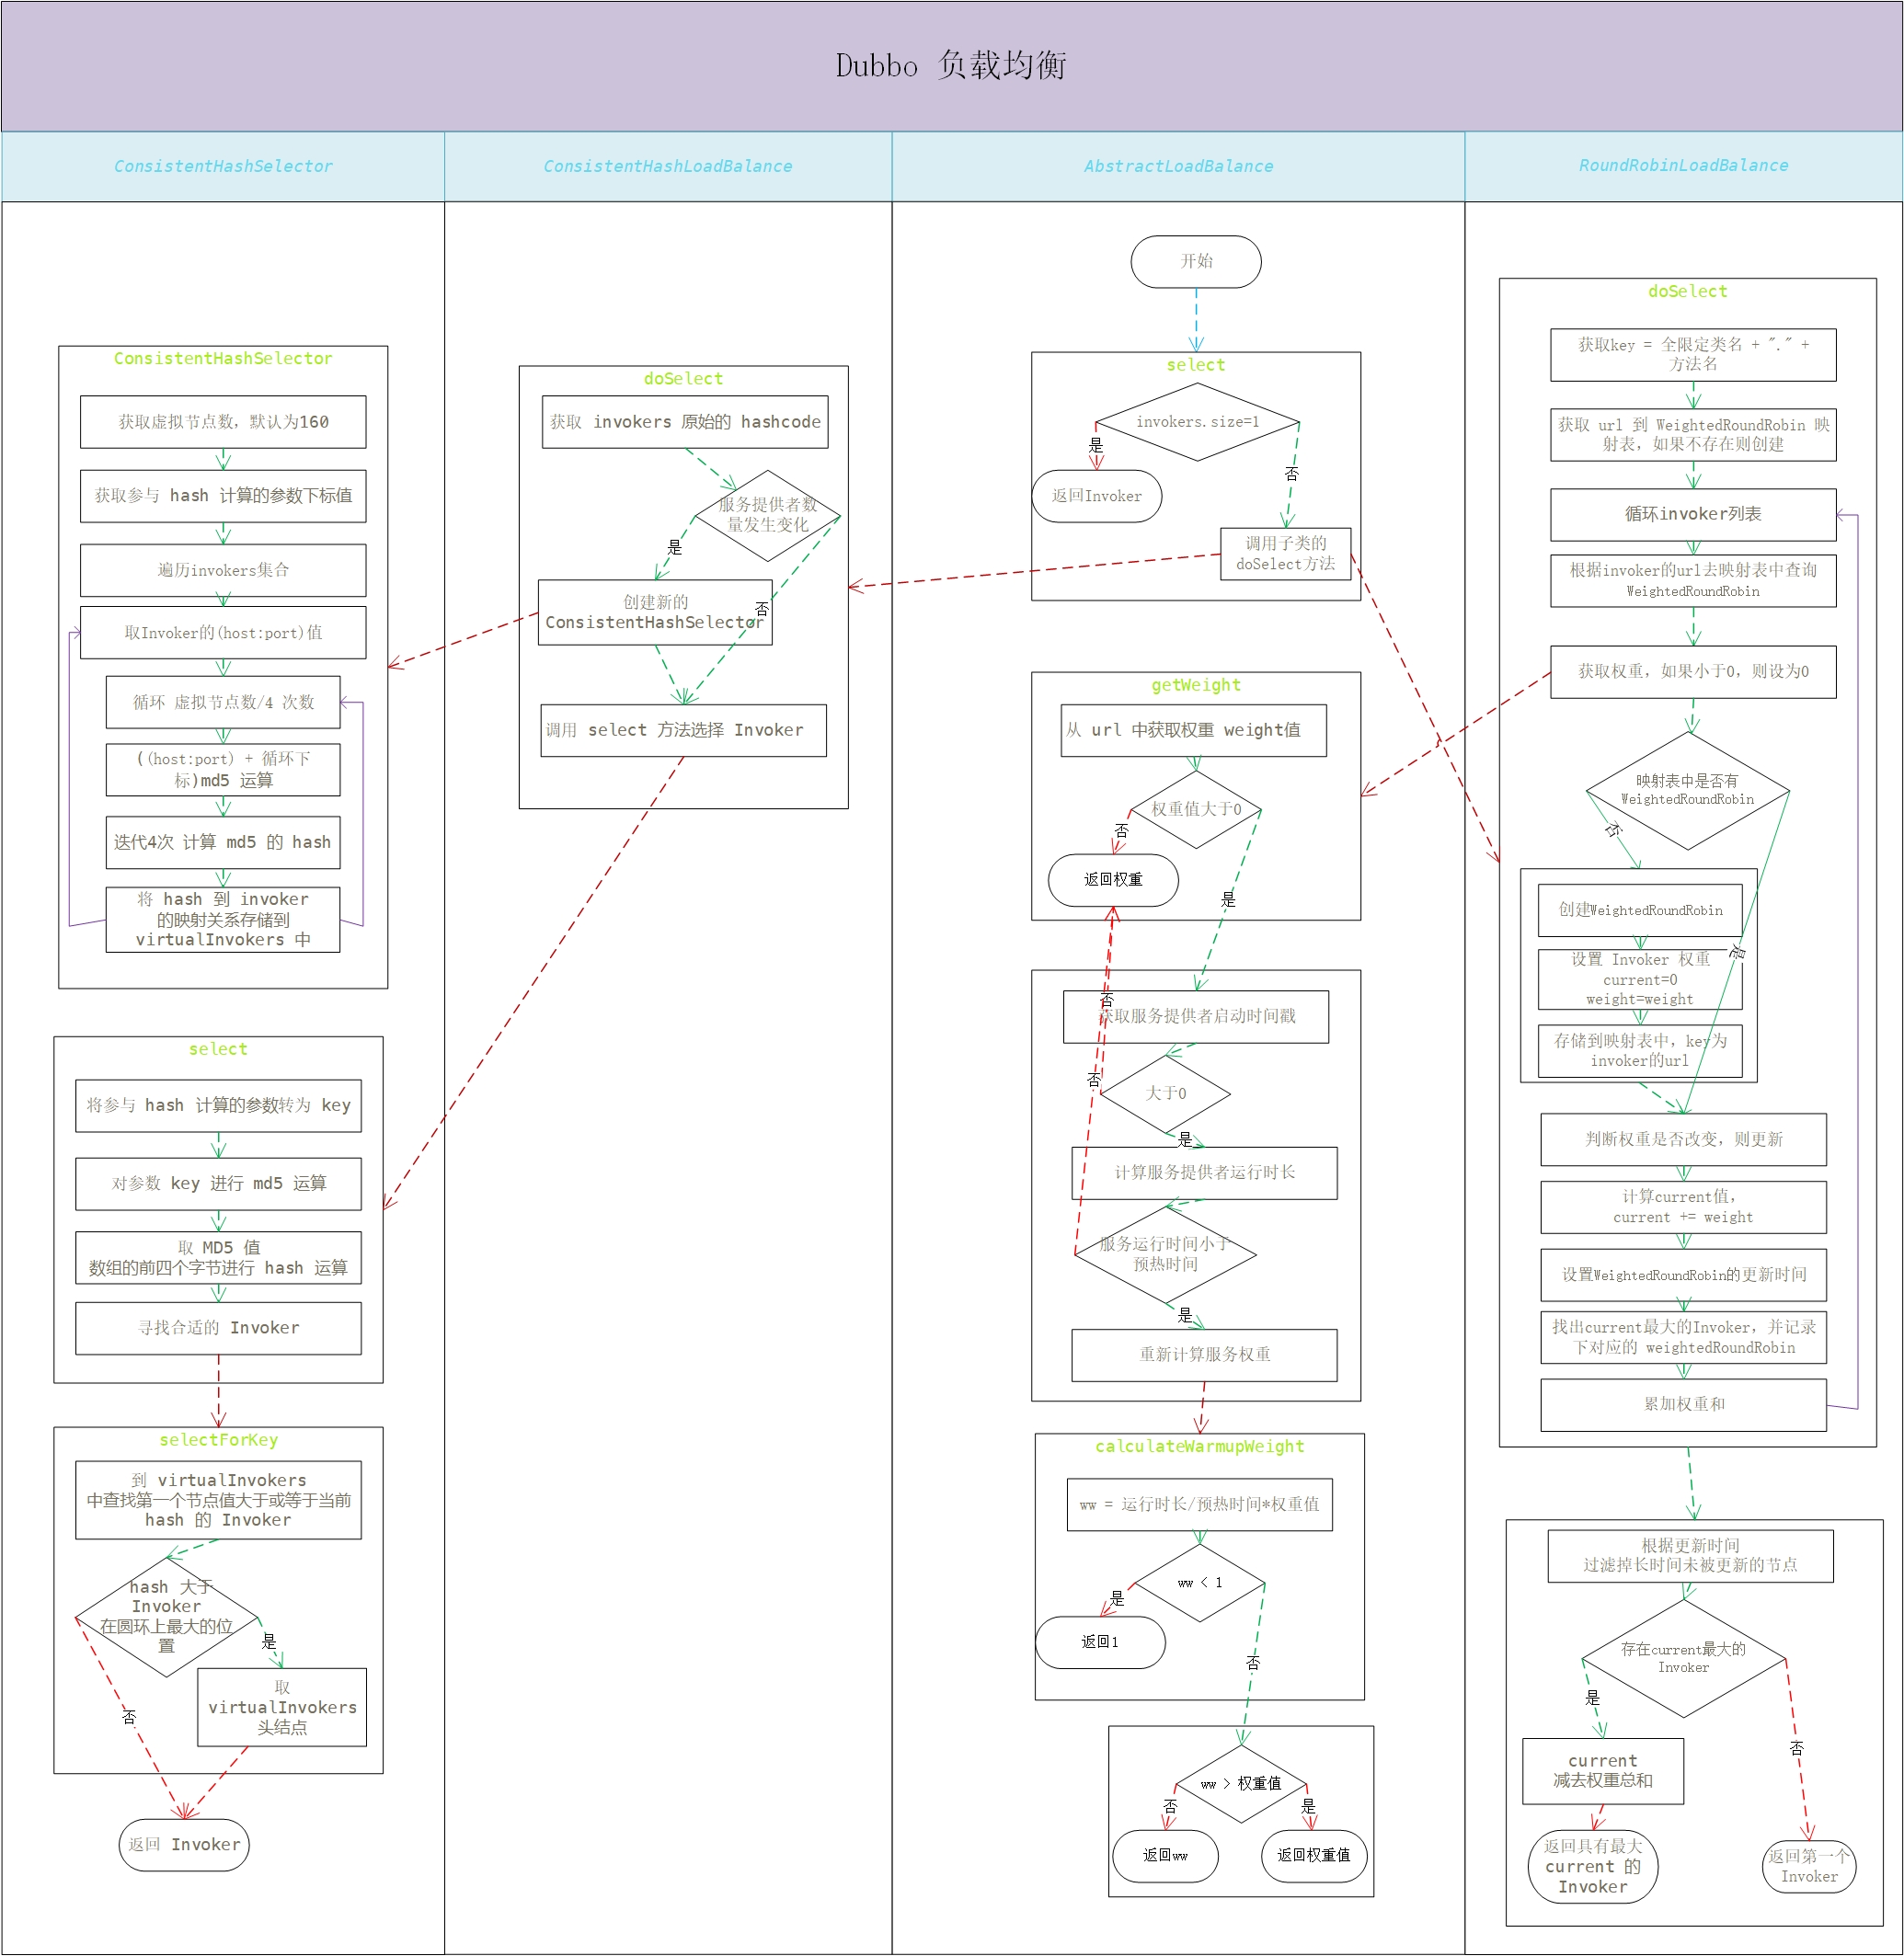 Dubbo 负载均衡
ConsistentHashSelector
ConsistentHashLoadBalance
AbstractLoadBalance
RoundRobinLoadBalance
ConsistentHashSelector
获取虚拟节点数，默认为160
获取参与 hash 计算的参数下标值
遍历invokers集合
取Invoker的(host:port)值
循环 虚拟节点数/4 次数
((host:port) + 循环下
标)md5 运算
迭代4次 计算 md5 的 hash
将 hash 到 invoker
的映射关系存储到
virtualInvokers 中
select
将参与 hash 计算的参数转为 key
对参数 key 进行 md5 运算
取 MD5 值
数组的前四个字节进行 hash 运算
寻找合适的 Invoker
selectForKey
到 virtualInvokers
中查找第一个节点值大于或等于当前
hash 的 Invoker
hash 大于
Invoker
在圆环上最大的位
置
是
取
virtualInvokers
头结点
否
返回 Invoker
doSelect
获取 invokers 原始的 hashcode
服务提供者数
量发生变化
是
创建新的
ConsistentHashSelector
否
调用 select 方法选择 Invoker
开始
select
invokers.size=1
是
否
返回Invoker
调用子类的
doSelect方法
getWeight
从 url 中获取权重 weight值
权重值大于0
否
返回权重
是
否
获取服务提供者启动时间戳
否
大于0
是
计算服务提供者运行时长
服务运行时间小于
预热时间
是
重新计算服务权重
calculateWarmupWeight
ww = 运行时长/预热时间*权重值
ww < 1
是
返回1
否
ww > 权重值
否
是
返回ww
返回权重值
doSelect
获取key = 全限定类名 + "." +
方法名
获取 url 到 WeightedRoundRobin 映
射表，如果不存在则创建
循环invoker列表
根据invoker的url去映射表中查询
WeightedRoundRobin
获取权重，如果小于0，则设为0
映射表中是否有
WeightedRoundRobin
否
创建WeightedRoundRobin
是
设置 Invoker 权重
current=0
weight=weight
存储到映射表中，key为
invoker的url
判断权重是否改变，则更新
计算current值，
current += weight
设置WeightedRoundRobin的更新时间
找出current最大的Invoker，并记录
下对应的 weightedRoundRobin
累加权重和
根据更新时间
过滤掉长时间未被更新的节点
存在current最大的
Invoker
是
否
current
减去权重总和
返回具有最大
current 的
Invoker
返回第一个
Invoker